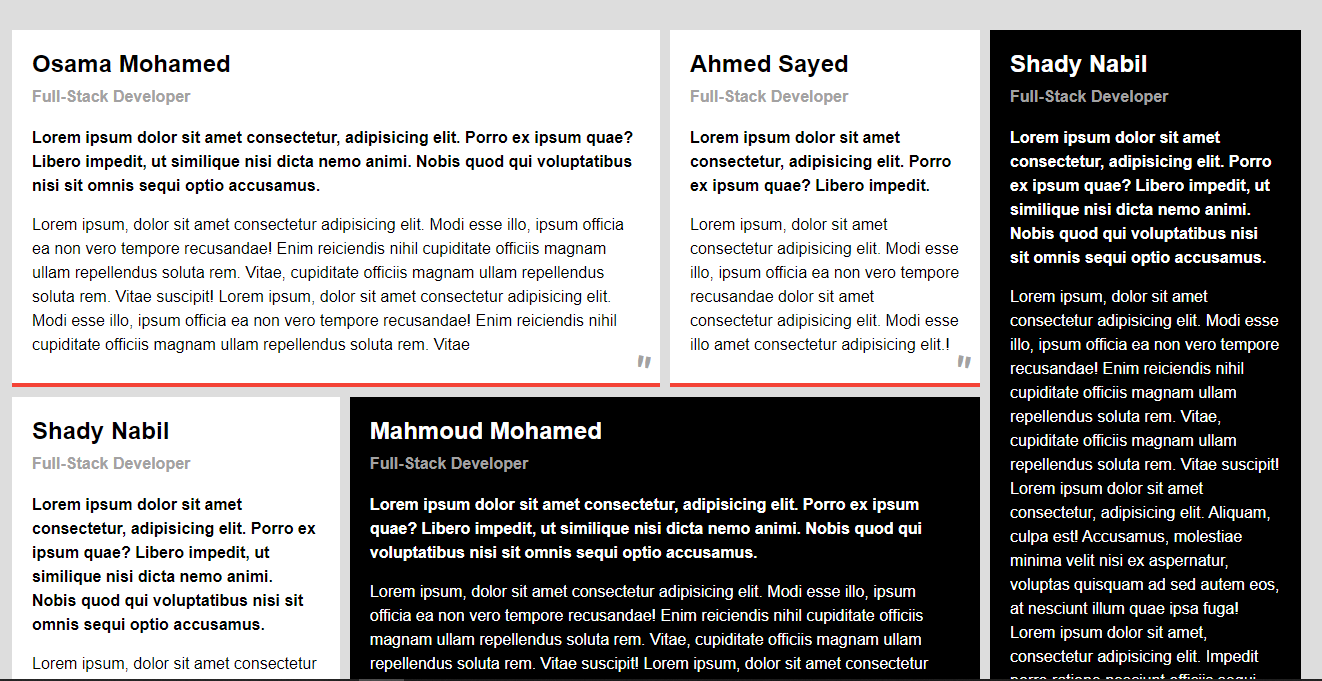 Osama Mohamed
Full-Stack Developer
Lorem ipsum dolor sit amet consectetur, adipisicing elit. Porro ex ipsum quae?
Libero impedit, ut similique nisi dicta nemo animi. Nobis quod qui voluptatibus
nisi sit omnis sequi optio accusamus.
Lorem ipsum, dolor sit amet consectetur adipisicing elit. Modi esse illo, ipsum officia
ea non vero tempore recusandae! Enim reiciendis nihil cupiditate officiis magnam
ullam repellendus soluta rem. Vitae, cupiditate officiis magnam ullam repellendus
soluta rem. Vitae suscipit! Lorem ipsum, dolor sit amet consectetur adipisicing elit.
Modi esse illo, ipsum officia ea non vero tempore recusandae! Enim reiciendis nihil
cupiditate officiis magnam ullam repellendus soluta rem. Vitae
"
Ahmed Sayed
Full-Stack Developer
Lorem ipsum dolor sit amet
consectetur, adipisicing elit. Porro
ex ipsum quae? Libero impedit.
Lorem ipsum, dolor sit amet
consectetur adipisicing elit. Modi esse
illo, ipsum officia ea non vero tempore
recusandae dolor sit amet
consectetur adipisicing elit. Modi esse
illo amet consectetur adipisicing elit.!
"
Shady Nabil
Full-Stack Developer
Lorem ipsum dolor sit amet
consectetur, adipisicing elit. Porro
ex ipsum quae? Libero impedit, ut
similique nisi dicta nemo animi.
Nobis quod qui voluptatibus nisi
sit omnis sequi optio accusamus.
Lorem ipsum, dolor sit amet
consectetur adipisicing elit. Modi esse
illo, ipsum officia ea non vero tempore
recusandae! Enim reiciendis nihil
cupiditate officiis magnam ullam
repellendus soluta rem. Vitae,
cupiditate officiis magnam ullam
repellendus soluta rem. Vitae suscipit!
Lorem ipsum dolor sit amet
consectetur, adipisicing elit. Aliquam,
culpa est! Accusamus, molestiae
minima velit nisi ex aspernatur,
voluptas quisquam ad sed autem eos,
at nesciunt illum quae ipsa fuga!
Lorem ipsum dolor sit amet,
consectetur adipisicing elit. Impedit
Shady Nabil
Full-Stack Developer
Lorem ipsum dolor sit amet
consectetur, adipisicing elit. Porro ex
ipsum quae? Libero impedit, ut
similique nisi dicta nemo animi.
Nobis quod qui voluptatibus nisi sit
omnis sequi optio accusamus.
Lorem ipsum, dolor sit amet consectetur
Mahmoud Mohamed
Full-Stack Developer
Lorem ipsum dolor sit amet consectetur, adipisicing elit. Porro ex ipsum
quae? Libero impedit, ut similique nisi dicta nemo animi. Nobis quod qui
voluptatibus nisi sit omnis sequi optio accusamus.
Lorem ipsum, dolor sit amet consectetur adipisicing elit. Modi esse illo, ipsum
officia ea non vero tempore recusandae! Enim reiciendis nihil cupiditate officiis
magnam ullam repellendus soluta rem. Vitae, cupiditate officiis magnam ullam
repellendus soluta rem. Vitae suscipit! Lorem ipsum, dolor sit amet consectetur